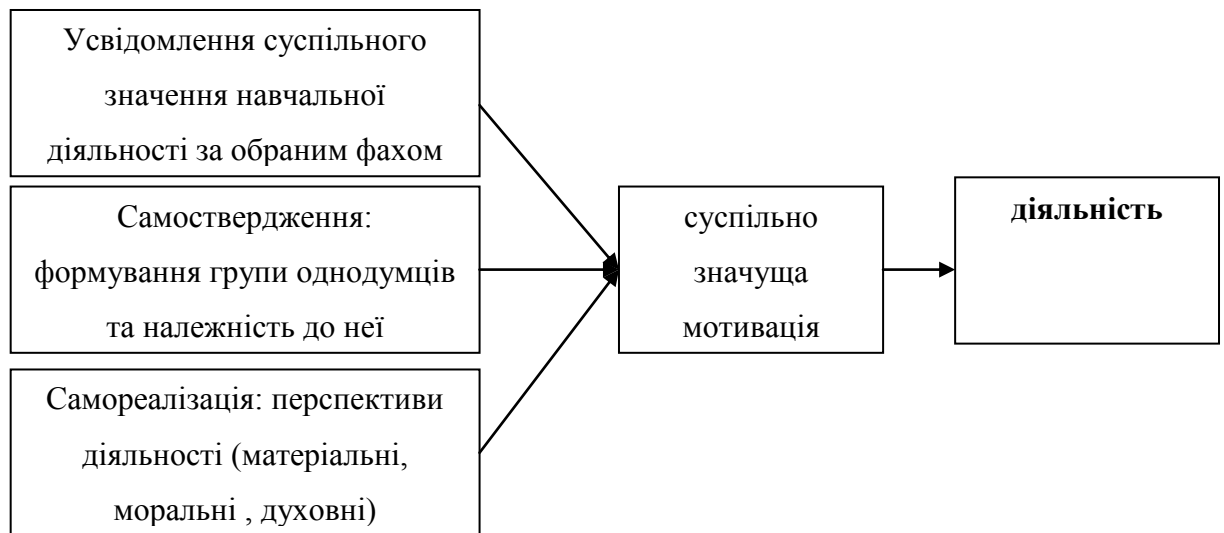 Усвідомлення суспільного
значення навчальної
діяльності за обраним фахом
Самоствердження:
формування групи однодумців
та належність до неї
Самореалізація: перспективи
діяльності (матеріальні,
моральні , духовні)
суспільно
значуща
мотивація
діяльність